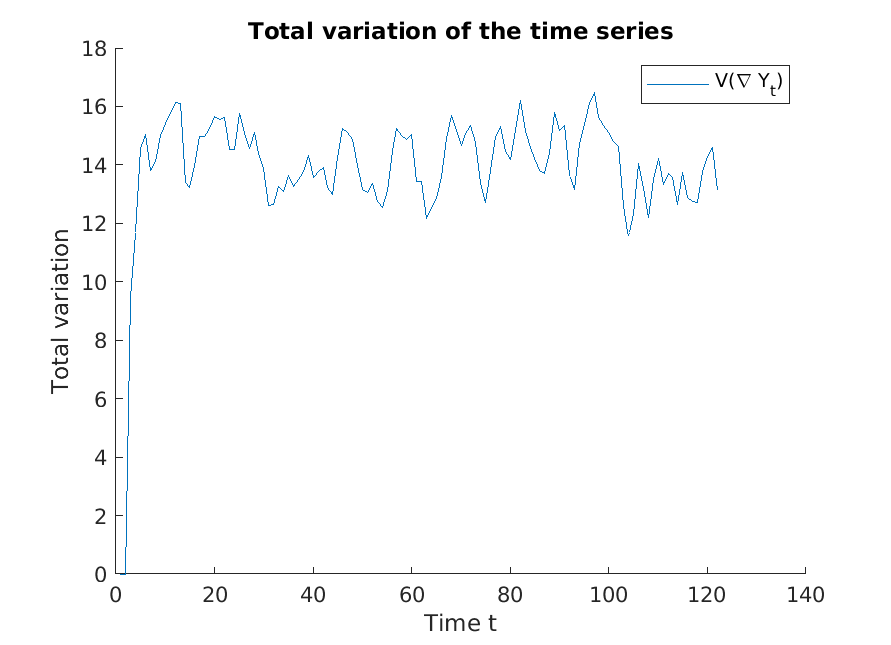 Total variation of the time series
V(∇ Y_t)
Total variation
18
16
14
12
10
8
6
4
2
0
0 20 40 60 80 100 120 140
Time t